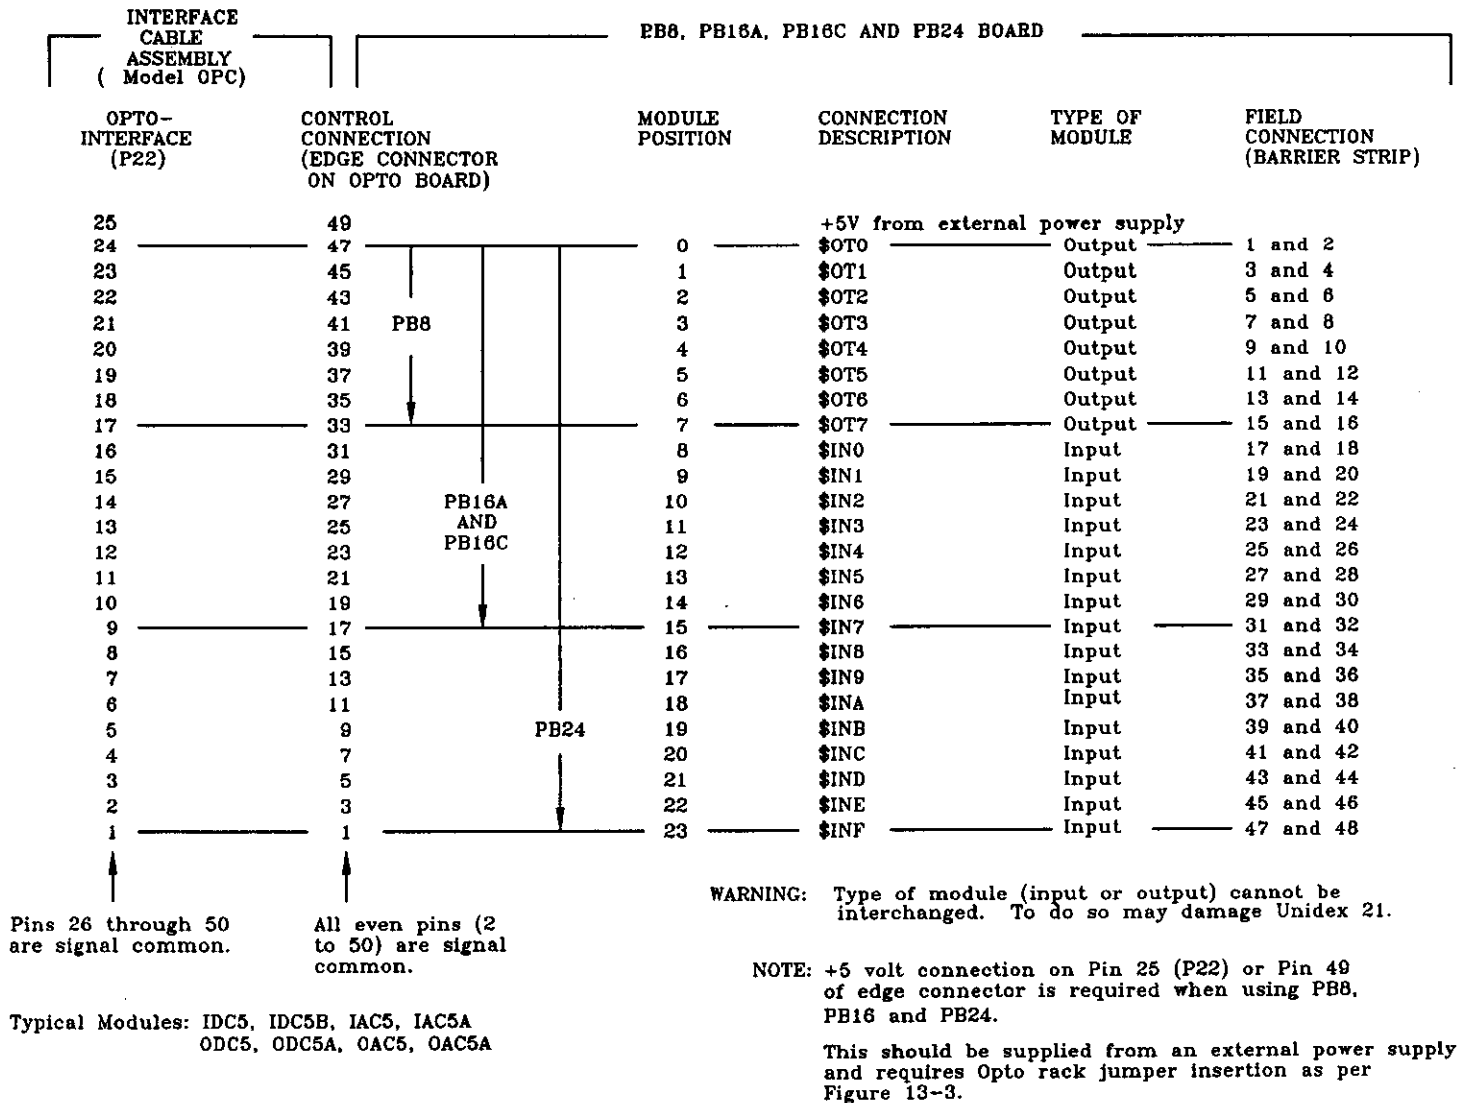 INTERFACE
CABLE
ASSEMBLY
( Model OPC)
PB8, PB16A, PB16C AND PB24 BOARD
OPTO-
INTERFACE
(P22)
CONTROL
CONNECTION
(EDGE CONNECTOR
ON OPTO BOARD)
MODULE
POSITION
CONNECTION
DESCRIPTION
TYPE OF
MODULE
FIELD
CONNECTION
(BARRIER STRIP)
25 49 +5V from external power supply
24 47 0 $OT0 Output 1 and 2
23 45 1 $OT1 Output 3 and 4
22 43 2 $OT2 Output 5 and 6
21 41 PB8 3 $OT3 Output 7 and 8
20 39 4 $OT4 Output 9 and 10
19 37 5 $OT5 Output 11 and 12
18 35 6 $OT6 Output 13 and 14
17 33 7 $OT7 Output 15 and 16
16 31 8 $IN0 Input 17 and 18
15 29 9 $IN1 Input 19 and 20
14 27 PB16A 10 $IN2 Input 21 and 22
13 25 AND 11 $IN3 Input 23 and 24
12 23 PB16C 12 $IN4 Input 25 and 26
11 21 13 $IN5 Input 27 and 28
10 19 14 $IN6 Input 29 and 30
9 17 15 $IN7 Input 31 and 32
8 15 16 $IN8 Input 33 and 34
7 13 17 $IN9 Input 35 and 36
6 11 18 $INA Input 37 and 38
5 9 PB24 19 $INB Input 39 and 40
4 7 20 $INC Input 41 and 42
3 5 21 $IND Input 43 and 44
2 3 22 $INE Input 45 and 46
1 1 23 $INF Input 47 and 48
Pins 26 through 50
are signal common.
All even pins (2
to 50) are signal
common.
WARNING: Type of module (input or output) cannot be
interchanged. To do so may damage Unidex 21.
NOTE: +5 volt connection on Pin 25 (P22) or Pin 49
of edge connector is required when using PB8,
PB16 and PB24.
Typical Modules: IDC5, IDC5B, IAC5, IAC5A
ODC5, ODC5A, OAC5, OAC5A
This should be supplied from an external power supply
and requires Opto rack jumper insertion as per
Figure 13-3.